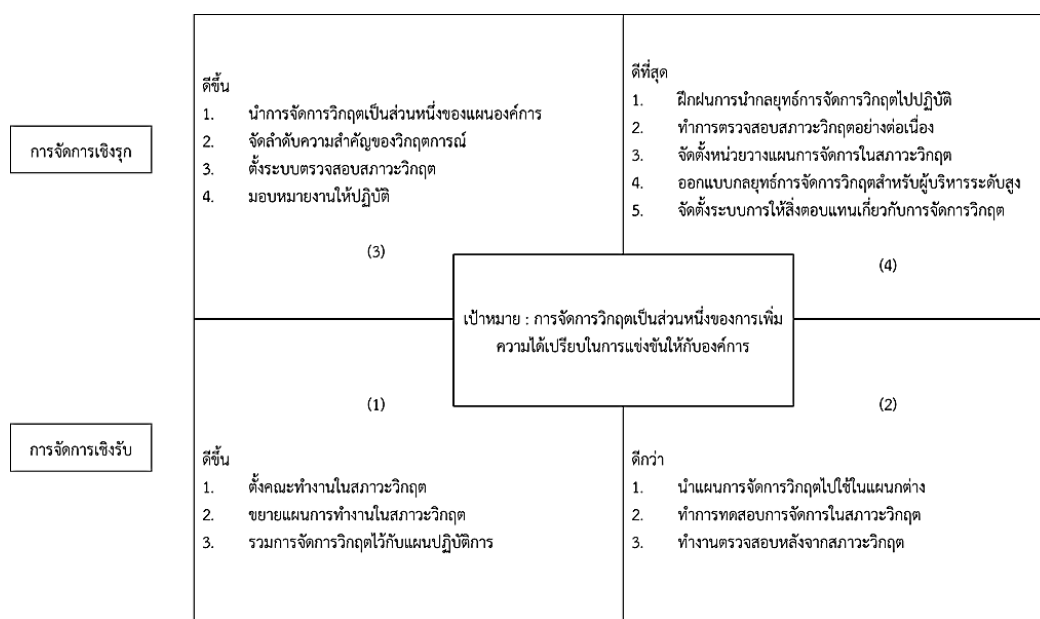 ดีขึ้น
1. นำการจัดการวิกฤตเป็นส่วนหนึ่งของแผนองค์การ
2. จัดลำดับความสำคัญของวิกฤตการณ์
3. ตั้งระบบตรวจสอบสภาวะวิกฤต
4. มอบหมายงานให้ปฏิบัติ
(3)
ดีที่สุด
1. ฝึกฝนการนำกลยุทธ์การจัดการวิกฤตไปปฏิบัติ
2. ทำการตรวจสอบสภาวะวิกฤตอย่างต่อเนื่อง
3. จัดตั้งหน่วยวางแผนการจัดการในสภาวะวิกฤต
4. ออกแบบกลยุทธ์การจัดการวิกฤตสำหรับผู้บริหารระดับสูง
5. จัดตั้งระบบการให้สิ่งตอบแทนเกี่ยวกับการจัดการวิกฤต
(4)
การจัดการเชิงรุก
เป้าหมาย : การจัดการวิกฤตเป็นส่วนหนึ่งของการเพิ่ม
ความได้เปรียบในการแข่งขันให้กับองค์การ
การจัดการเชิงรับ
(1)
ดีขึ้น
1. ตั้งคณะทำงานในสภาวะวิกฤต
2. ขยายแผนการทำงานในสภาวะวิกฤต
3. รวมการจัดการวิกฤตไว้กับแผนปฏิบัติการ
(2)
ดีกว่า
1. นำแผนการจัดการวิกฤตไปใช้ในแผนกต่าง
2. ทำการทดสอบการจัดการในสภาวะวิกฤต
3. ทำงานตรวจสอบหลังจากสภาวะวิกฤต